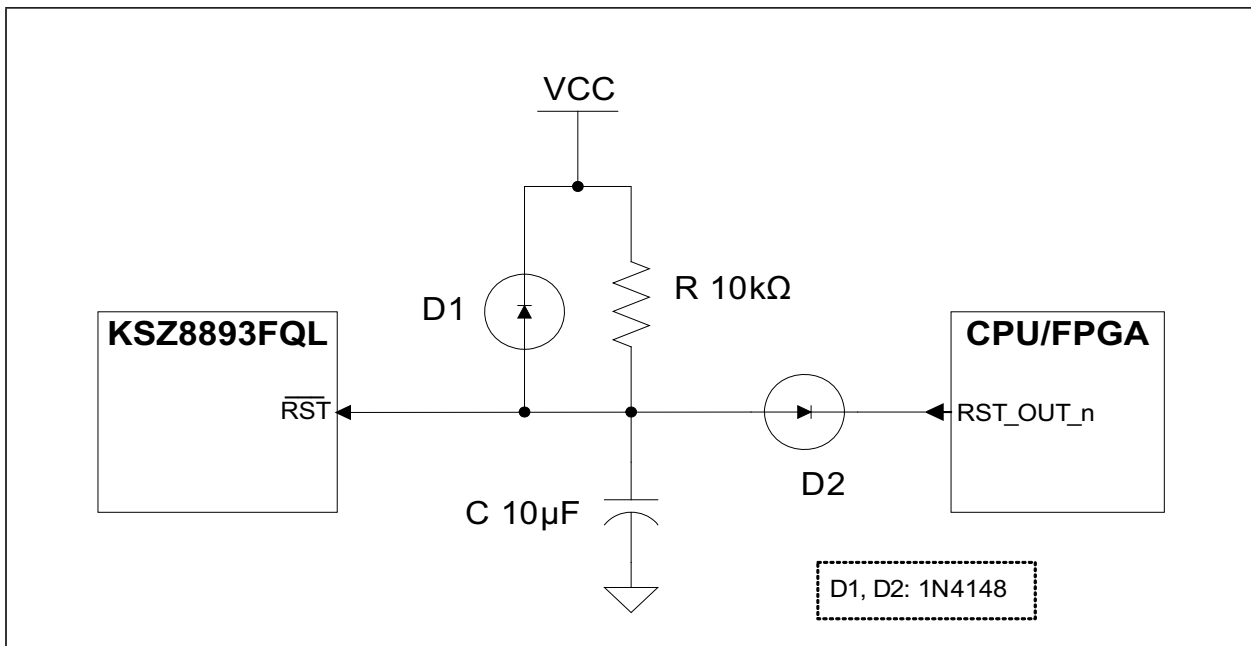 VCC
D1
R 10kΩ
KSZ8893FQL
CPU/FPGA
RST
RST_OUT_n
D2
C 10µF
D1, D2: 1N4148